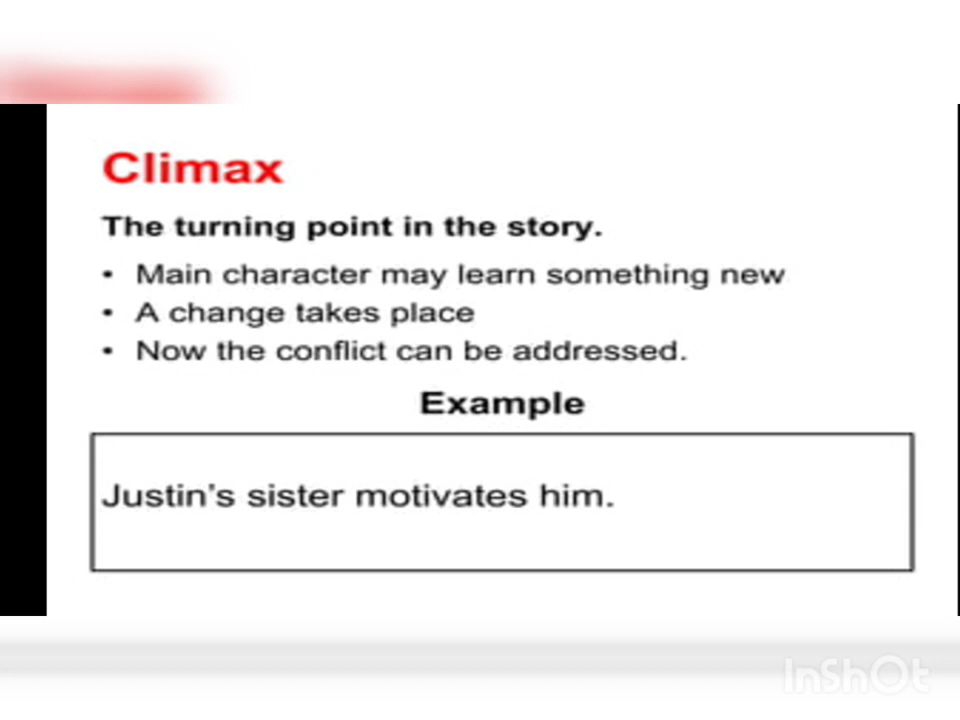 Climax
The turning point in the story.
• Main character may learn something new
• A change takes place
• Now the conflict can be addressed.
Example
Justin's sister motivates him.
InShOt